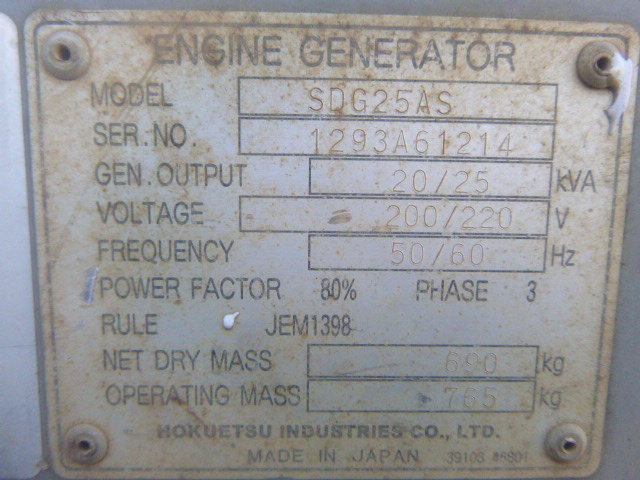 ENGINE GENERATOR
MODEL SDG25AS
SER.NO. 1293A61214
GEN.OUTPUT 20/25 kVA
VOLTAGE 200/220 V
FREQUENCY 50/60 Hz
POWER FACTOR 80% PHASE 3
RULE JEM1398
NET DRY MASS 690 kg
OPERATING MASS 765 kg
HOKUETSU INDUSTRIES CO., LTD.
MADE IN JAPAN 39103